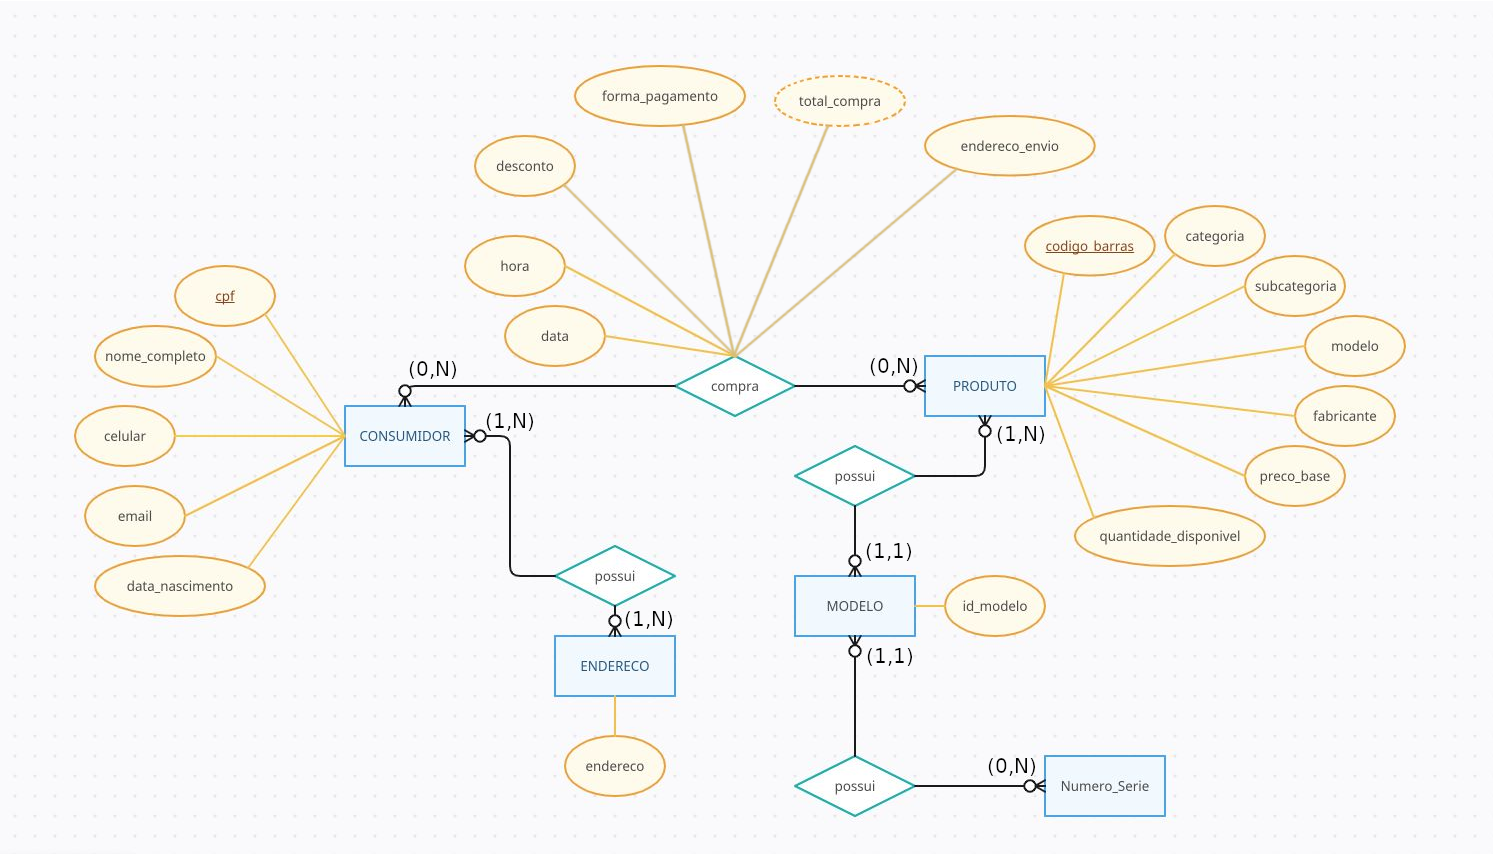 forma_pagamento
total_compra
endereco_envio
desconto
hora
data
codigo_barras
categoria
subcategoria
modelo
fabricante
preco_base
quantidade_disponivel
cpf
nome_completo
celular
email
data_nascimento
(0,N)
compra
(0,N)
PRODUTO
CONSUMIDOR
(1,N)
(1,N)
possui
(1,1)
possui
(1,N)
MODELO
id_modelo
ENDERECO
(1,1)
endereco
possui
(0,N)
Numero_Serie